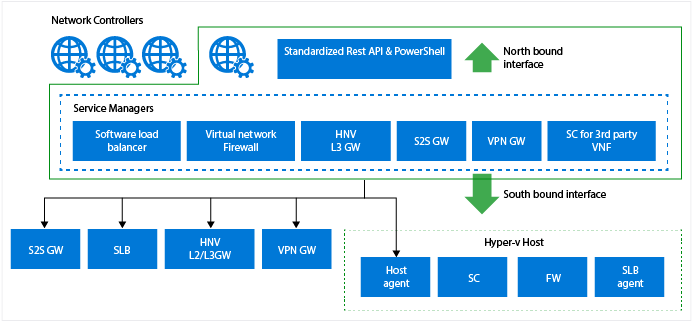 Network Controllers
Standardized Rest API & PowerShell
North bound
interface
Service Managers
Software load
balancer
Virtual network
Firewall
HNV
L3 GW
S2S GW
VPN GW
SC for 3rd party
VNF
South bound interface
S2S GW
SLB
HNV
L2/L3GW
VPN GW
Hyper-v Host
Host
agent
SC
FW
SLB
agent